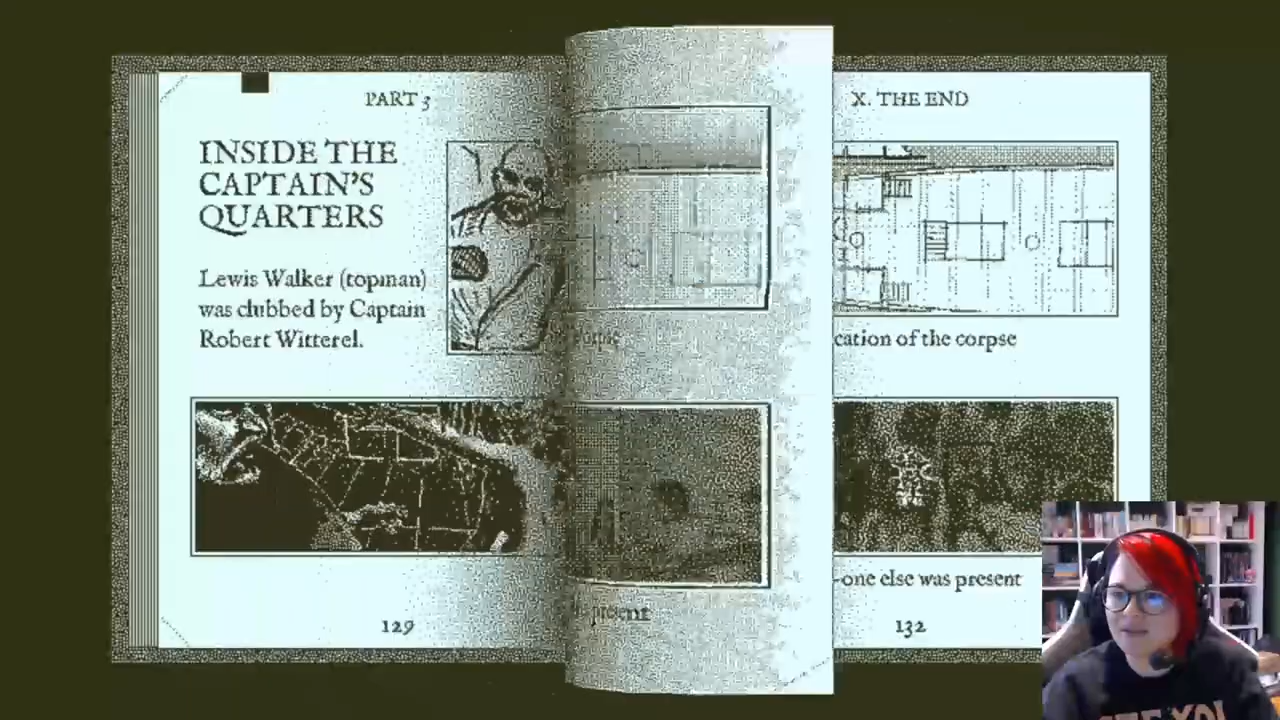 PART 3
INSIDE THE
CAPTAIN'S
QUARTERS
Lewis Walker (topman)
was clubbed by Captain
Robert Witterel.
129
present
X. THE END
cation of the corpse
-one else was present
132